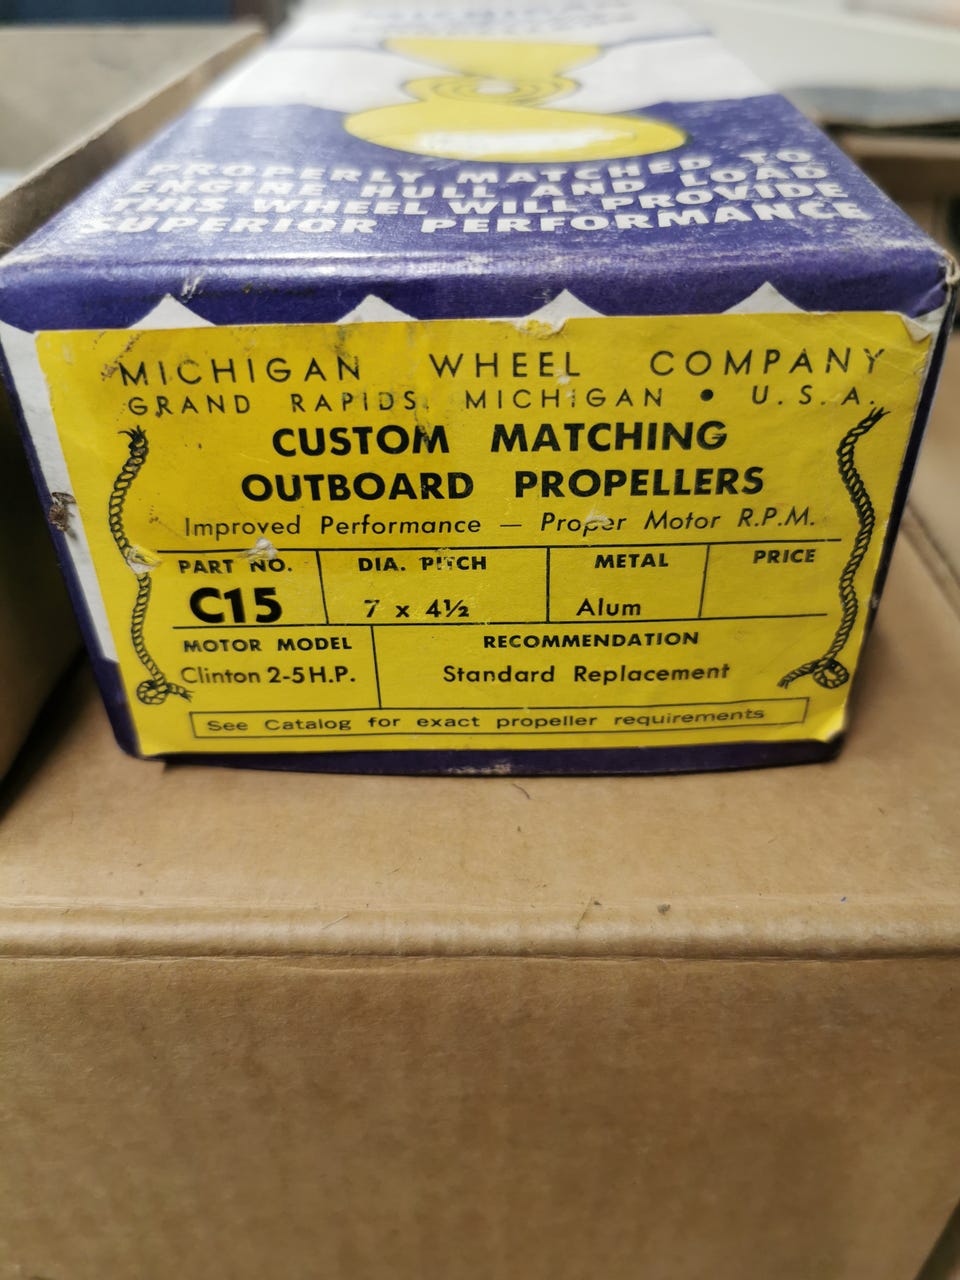 PROPERLY MATCHED TO
ENGINE HULL AND LOAD
THIS WHEEL WILL PROVIDE
SUPERIOR PERFORMANCE
MICHIGAN WHEEL COMPANY
GRAND RAPIDS, MICHIGAN • U.S.A.
CUSTOM MATCHING
OUTBOARD PROPELLERS
Improved Performance — Proper Motor R.P.M.
PART NO. DIA. PITCH METAL PRICE
C15 7 x 4½ Alum
MOTOR MODEL RECOMMENDATION
Clinton 2-5H.P. Standard Replacement
See Catalog for exact propeller requirements